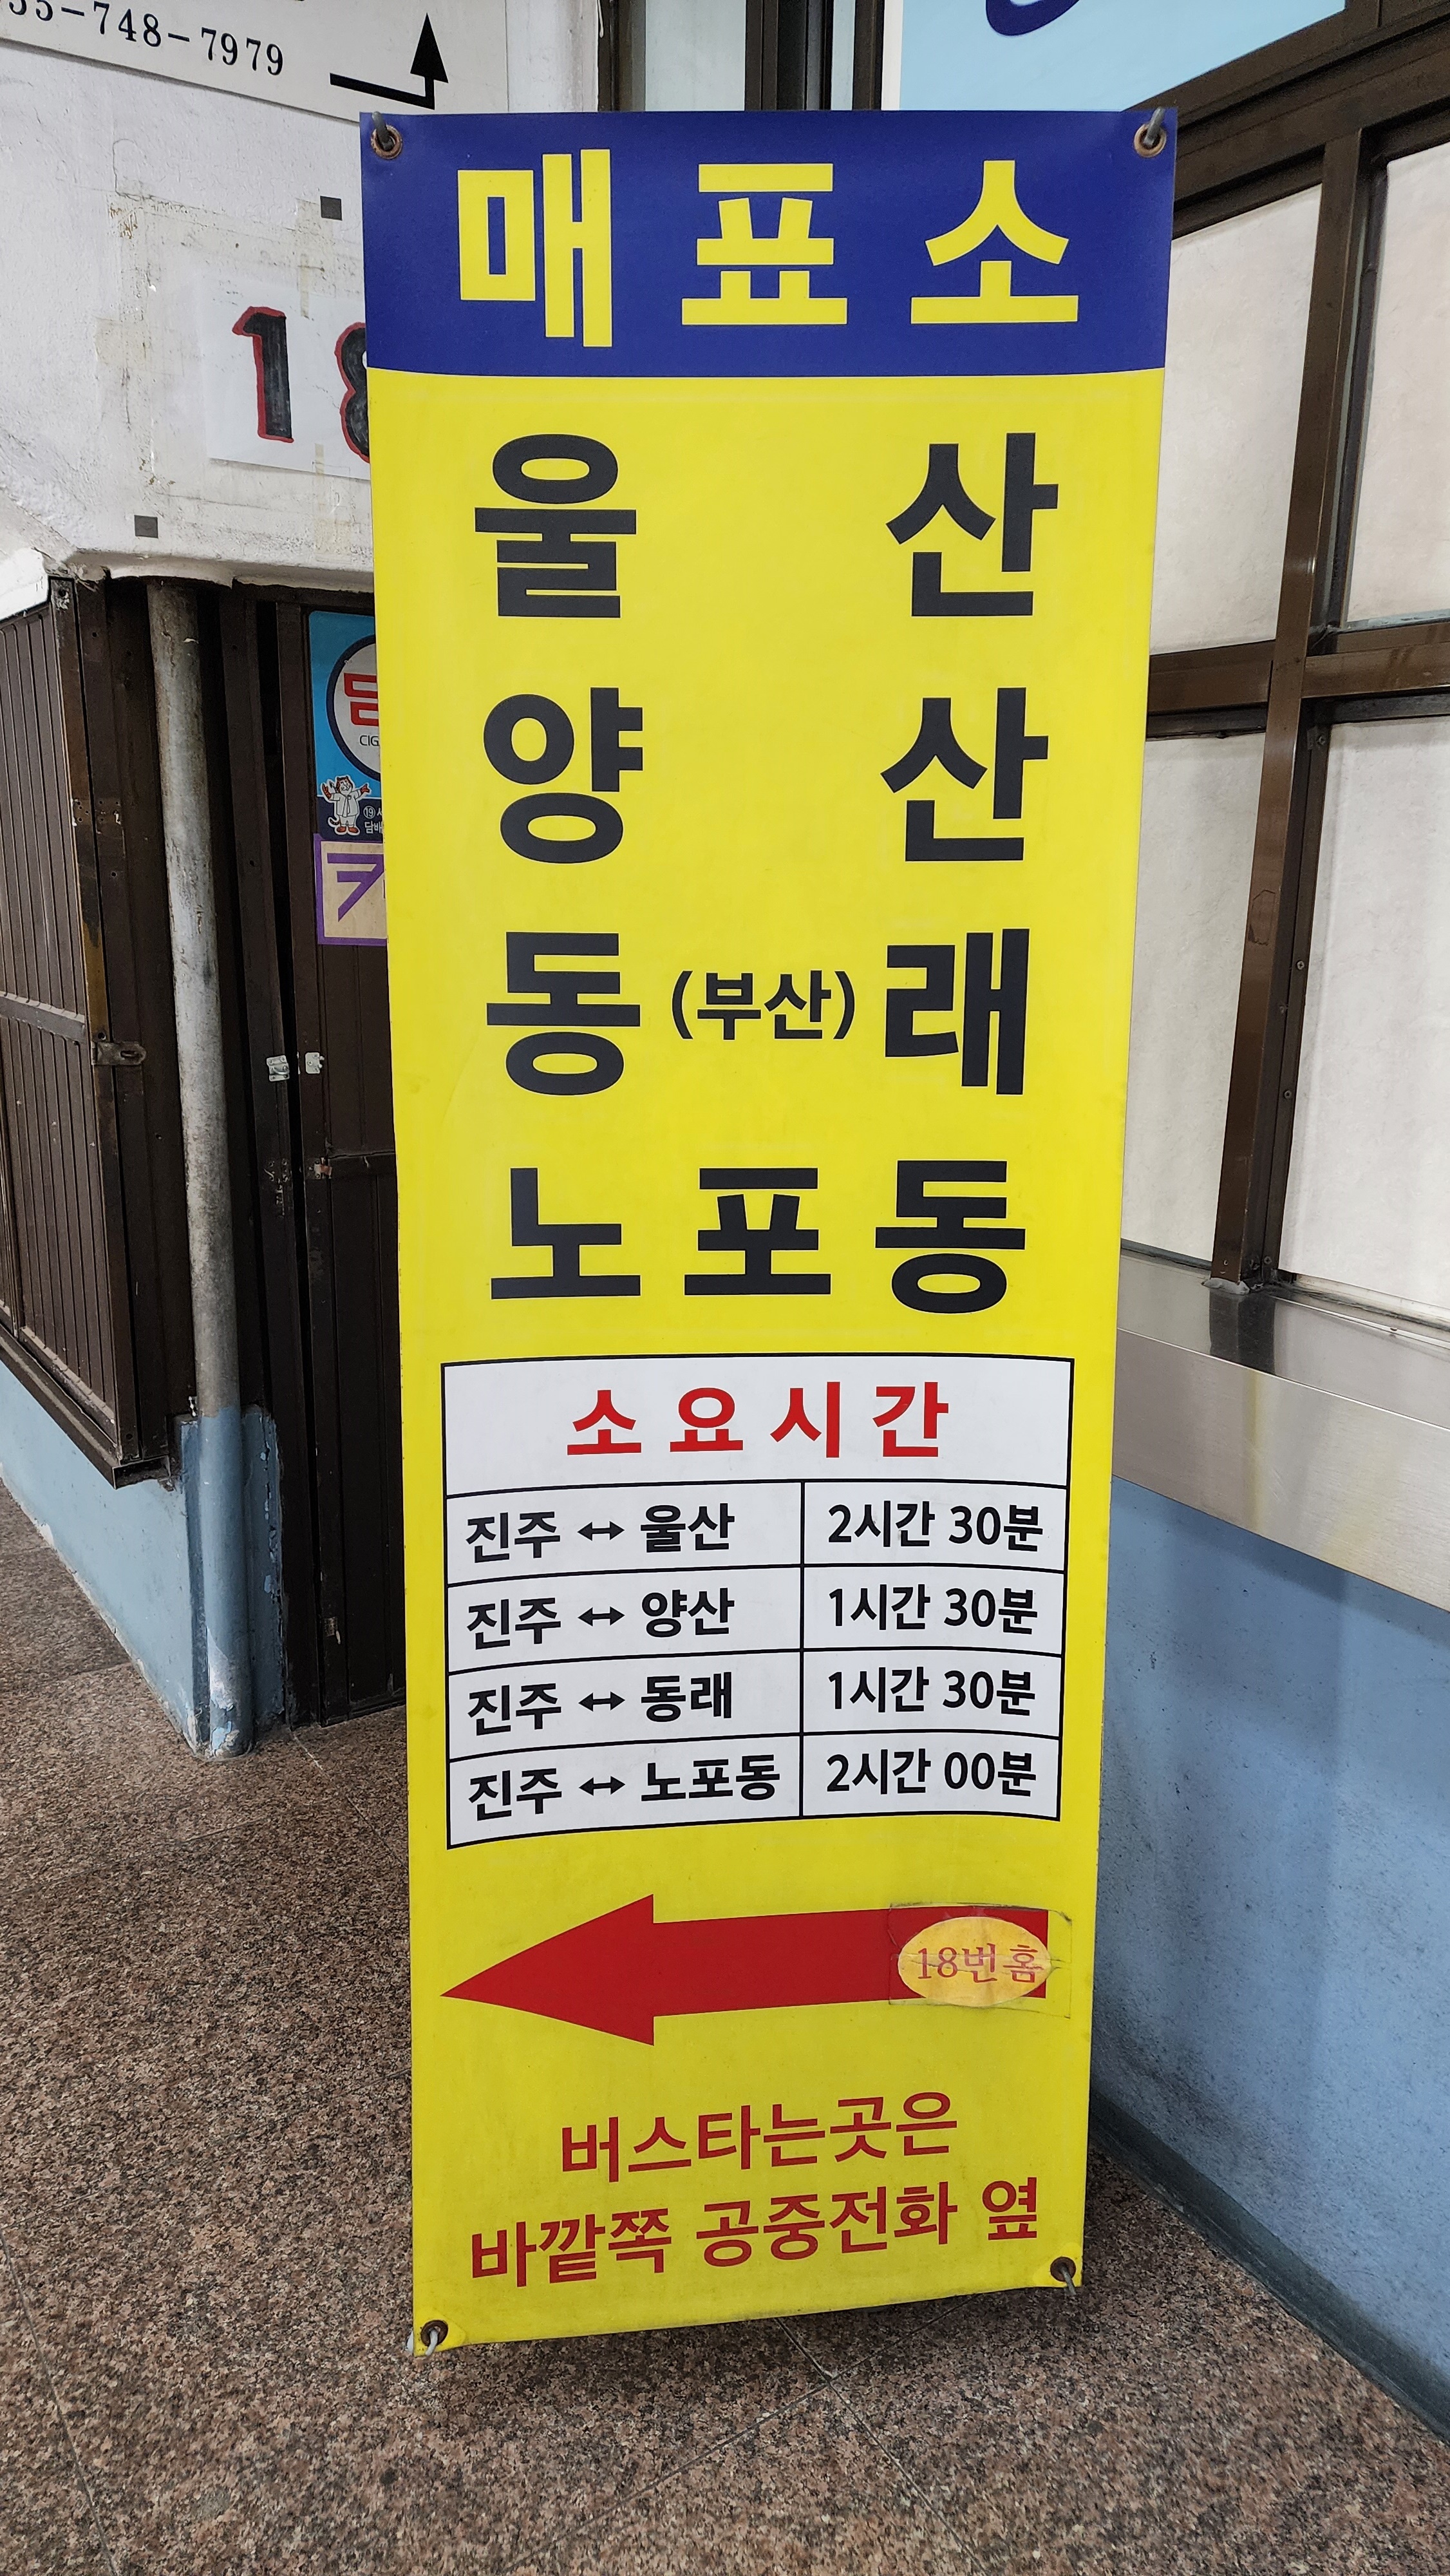 55-748-7979
매표소
울 산
양 산
동 (부산) 래
노포동
소요시간
진주 ↔ 울산 2시간 30분
진주 ↔ 양산 1시간 30분
진주 ↔ 동래 1시간 30분
진주 ↔ 노포동 2시간 00분
18번 홈
버스타는곳은
바깥쪽 공중전화 옆
18
CIG
담배